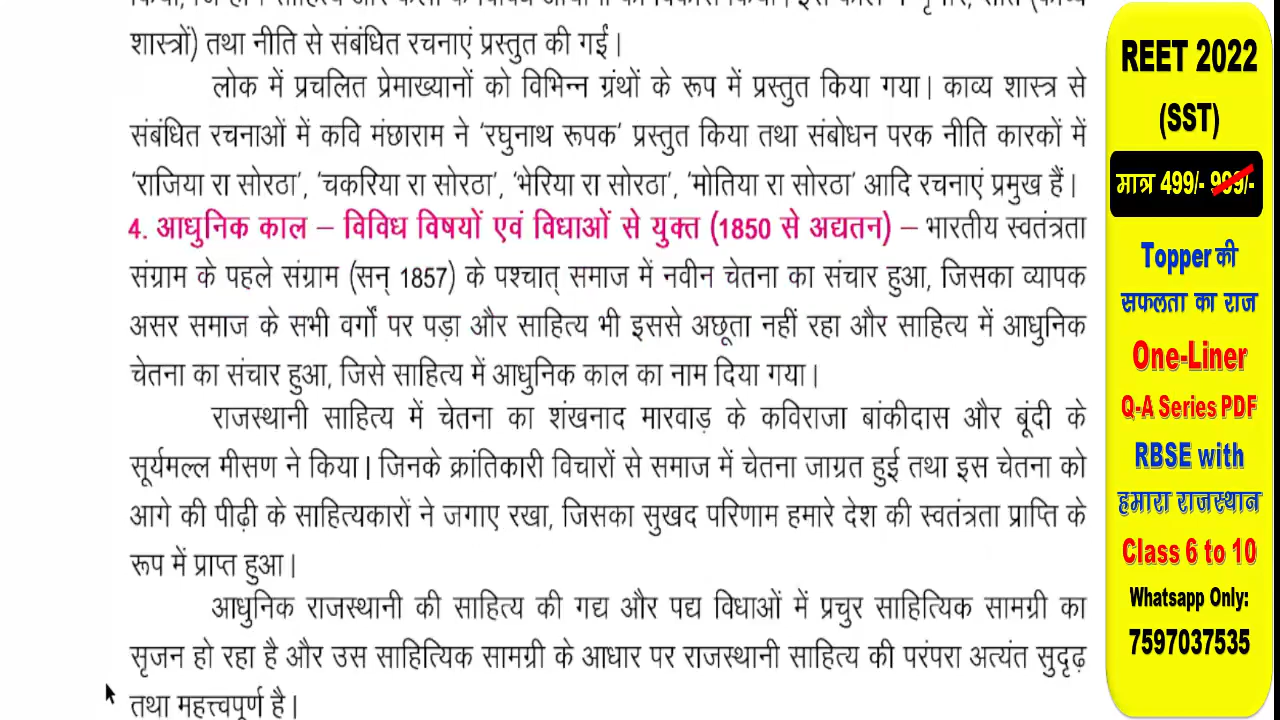 शास्त्रों) तथा नीति से संबंधित रचनाएं प्रस्तुत की गईं।
लोक में प्रचलित प्रेमाख्यानों को विभिन्न ग्रंथों के रूप में प्रस्तुत किया गया। काव्य शास्त्र से
संबंधित रचनाओं में कवि मंछाराम ने ‘रघुनाथ रूपक’ प्रस्तुत किया तथा संबोधन परक नीति कारकों में
‘राजिया रा सोरठा’, ‘चकरिया रा सोरठा’, ‘भेरिया रा सोरठा’, ‘मोतिया रा सोरठा’ आदि रचनाएं प्रमुख हैं।
4. आधुनिक काल – विविध विषयों एवं विधाओं से युक्त (1850 से अद्यतन) – भारतीय स्वतंत्रता
संग्राम के पहले संग्राम (सन् 1857) के पश्चात् समाज में नवीन चेतना का संचार हुआ, जिसका व्यापक
असर समाज के सभी वर्गों पर पड़ा और साहित्य भी इससे अछूता नहीं रहा और साहित्य में आधुनिक
चेतना का संचार हुआ, जिसे साहित्य में आधुनिक काल का नाम दिया गया।
राजस्थानी साहित्य में चेतना का शंखनाद मारवाड़ के कविराजा बांकीदास और बूंदी के
सूर्यमल्ल मीसण ने किया। जिनके क्रांतिकारी विचारों से समाज में चेतना जाग्रत हुई तथा इस चेतना को
आगे की पीढ़ी के साहित्यकारों ने जगाए रखा, जिसका सुखद परिणाम हमारे देश की स्वतंत्रता प्राप्ति के
रूप में प्राप्त हुआ।
आधुनिक राजस्थानी की साहित्य की गद्य और पद्य विधाओं में प्रचुर साहित्यिक सामग्री का
सृजन हो रहा है और उस साहित्यिक सामग्री के आधार पर राजस्थानी साहित्य की परंपरा अत्यंत सुदृढ़
तथा महत्त्वपूर्ण है।
REET 2022
(SST)
मात्र 499/- 999/-
Topper की
सफलता का राज
One-Liner
Q-A Series PDF
RBSE with
हमारा राजस्थान
Class 6 to 10
Whatsapp Only:
7597037535